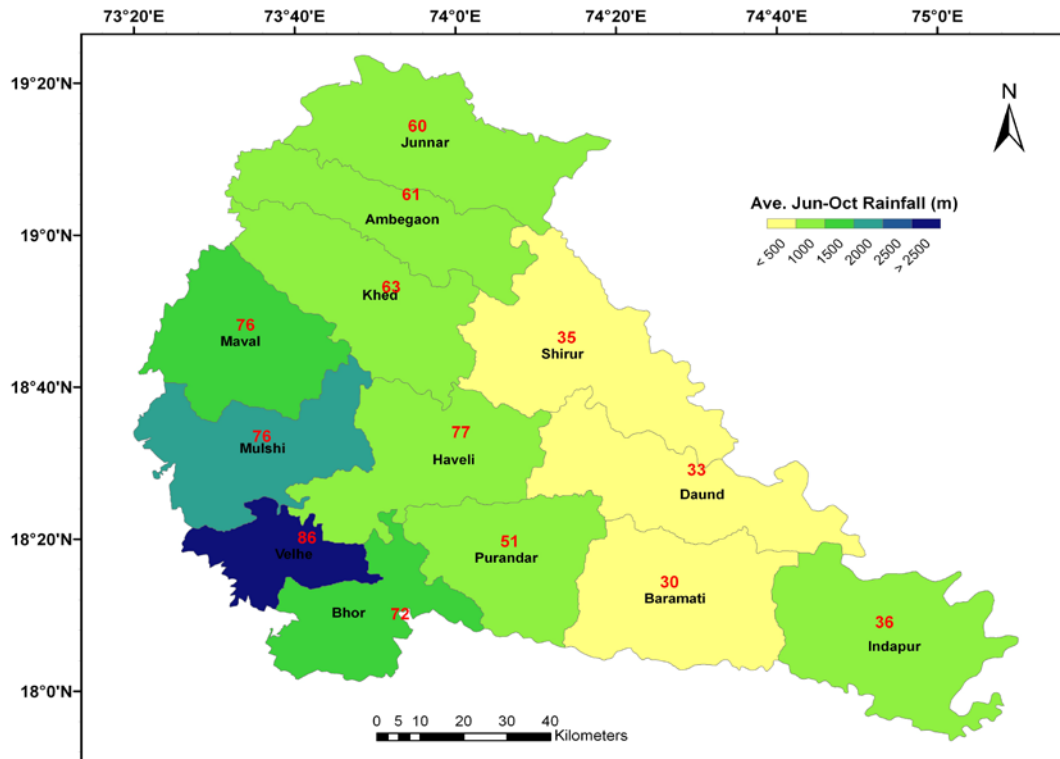 73°20'E 73°40'E 74°0'E 74°20'E 74°40'E 75°0'E
19°20'N
19°0'N
18°40'N
18°20'N
18°0'N
N
Ave. Jun-Oct Rainfall (m)
< 500 1000 1500 2000 2500 > 2500
60
Junnar
61
Ambegaon
63
Khed
76
Maval
35
Shirur
76
Mulshi
77
Haveli
33
Daund
86
Velhe
51
Purandar
30
Baramati
72
Bhor
36
Indapur
0 5 10 20 30 40
Kilometers